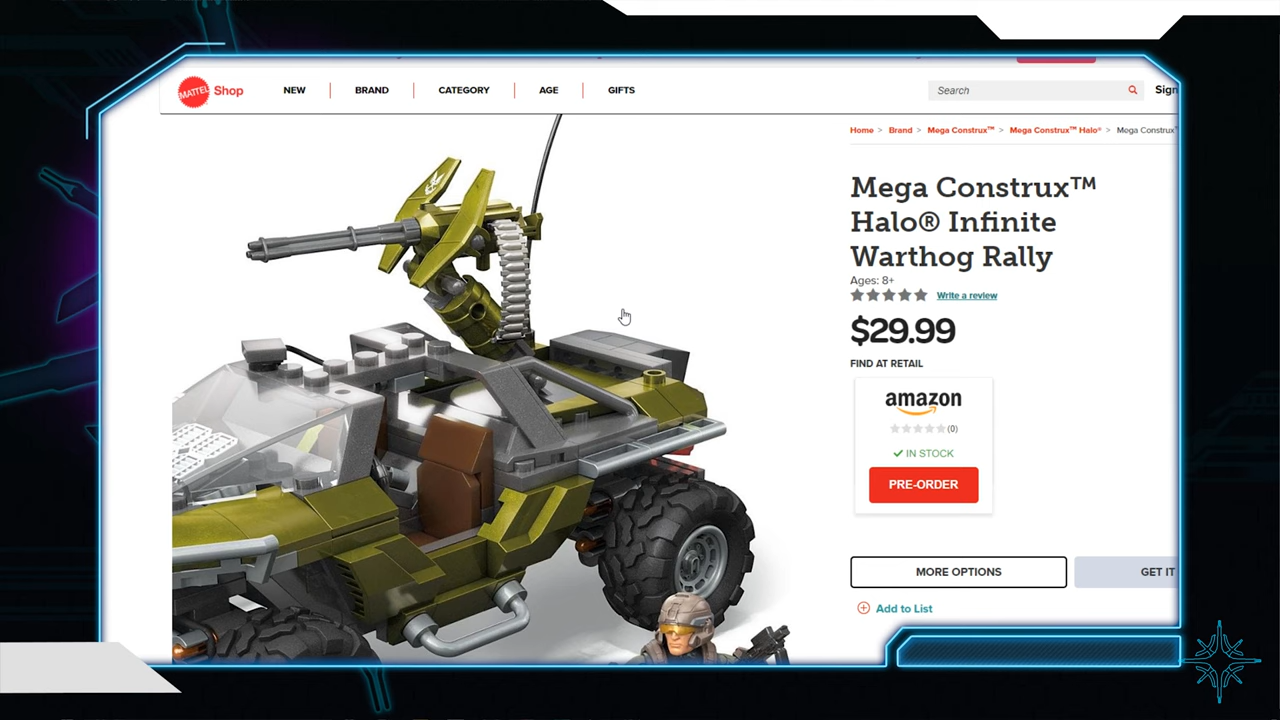 MATTEL Shop
NEW
BRAND
CATEGORY
AGE
GIFTS
Search
Sign
Home > Brand > Mega Construx™ > Mega Construx™ Halo® > Mega Construx™
Mega Construx™
Halo® Infinite
Warthog Rally
Ages: 8+
Write a review
$29.99
FIND AT RETAIL
amazon
(0)
IN STOCK
PRE-ORDER
MORE OPTIONS
GET IT
Add to List